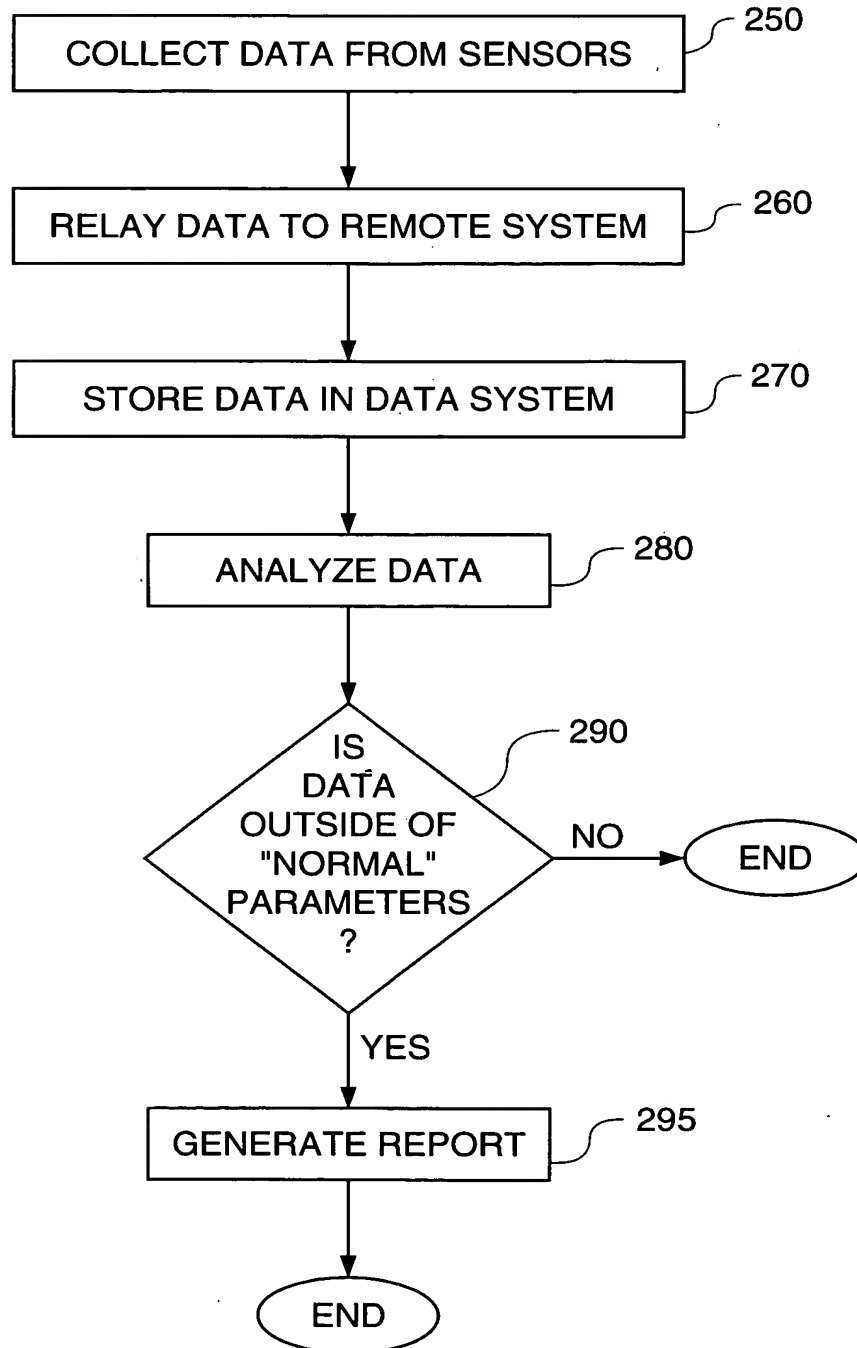 COLLECT DATA FROM SENSORS
250
RELAY DATA TO REMOTE SYSTEM
260
STORE DATA IN DATA SYSTEM
270
ANALYZE DATA
280
IS
DATA
OUTSIDE OF
"NORMAL"
PARAMETERS
?
290
NO
END
YES
GENERATE REPORT
295
END